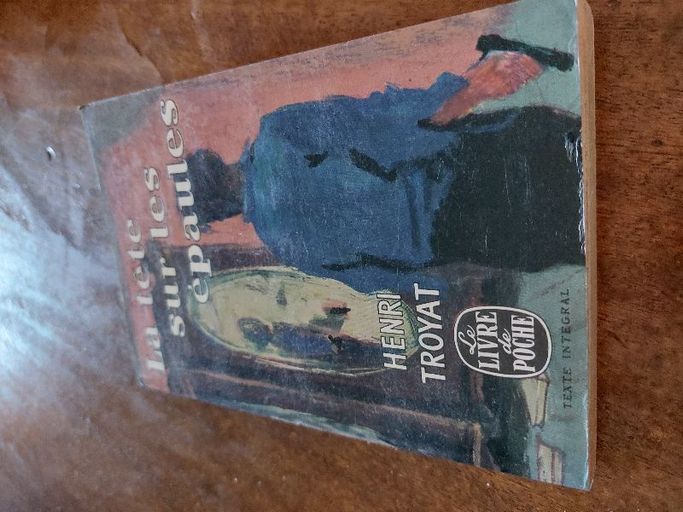 La tête
sur les
épaules
HENRI
TROYAT
Le
LIVRE
de
POCHE
TEXTE INTÉGRAL